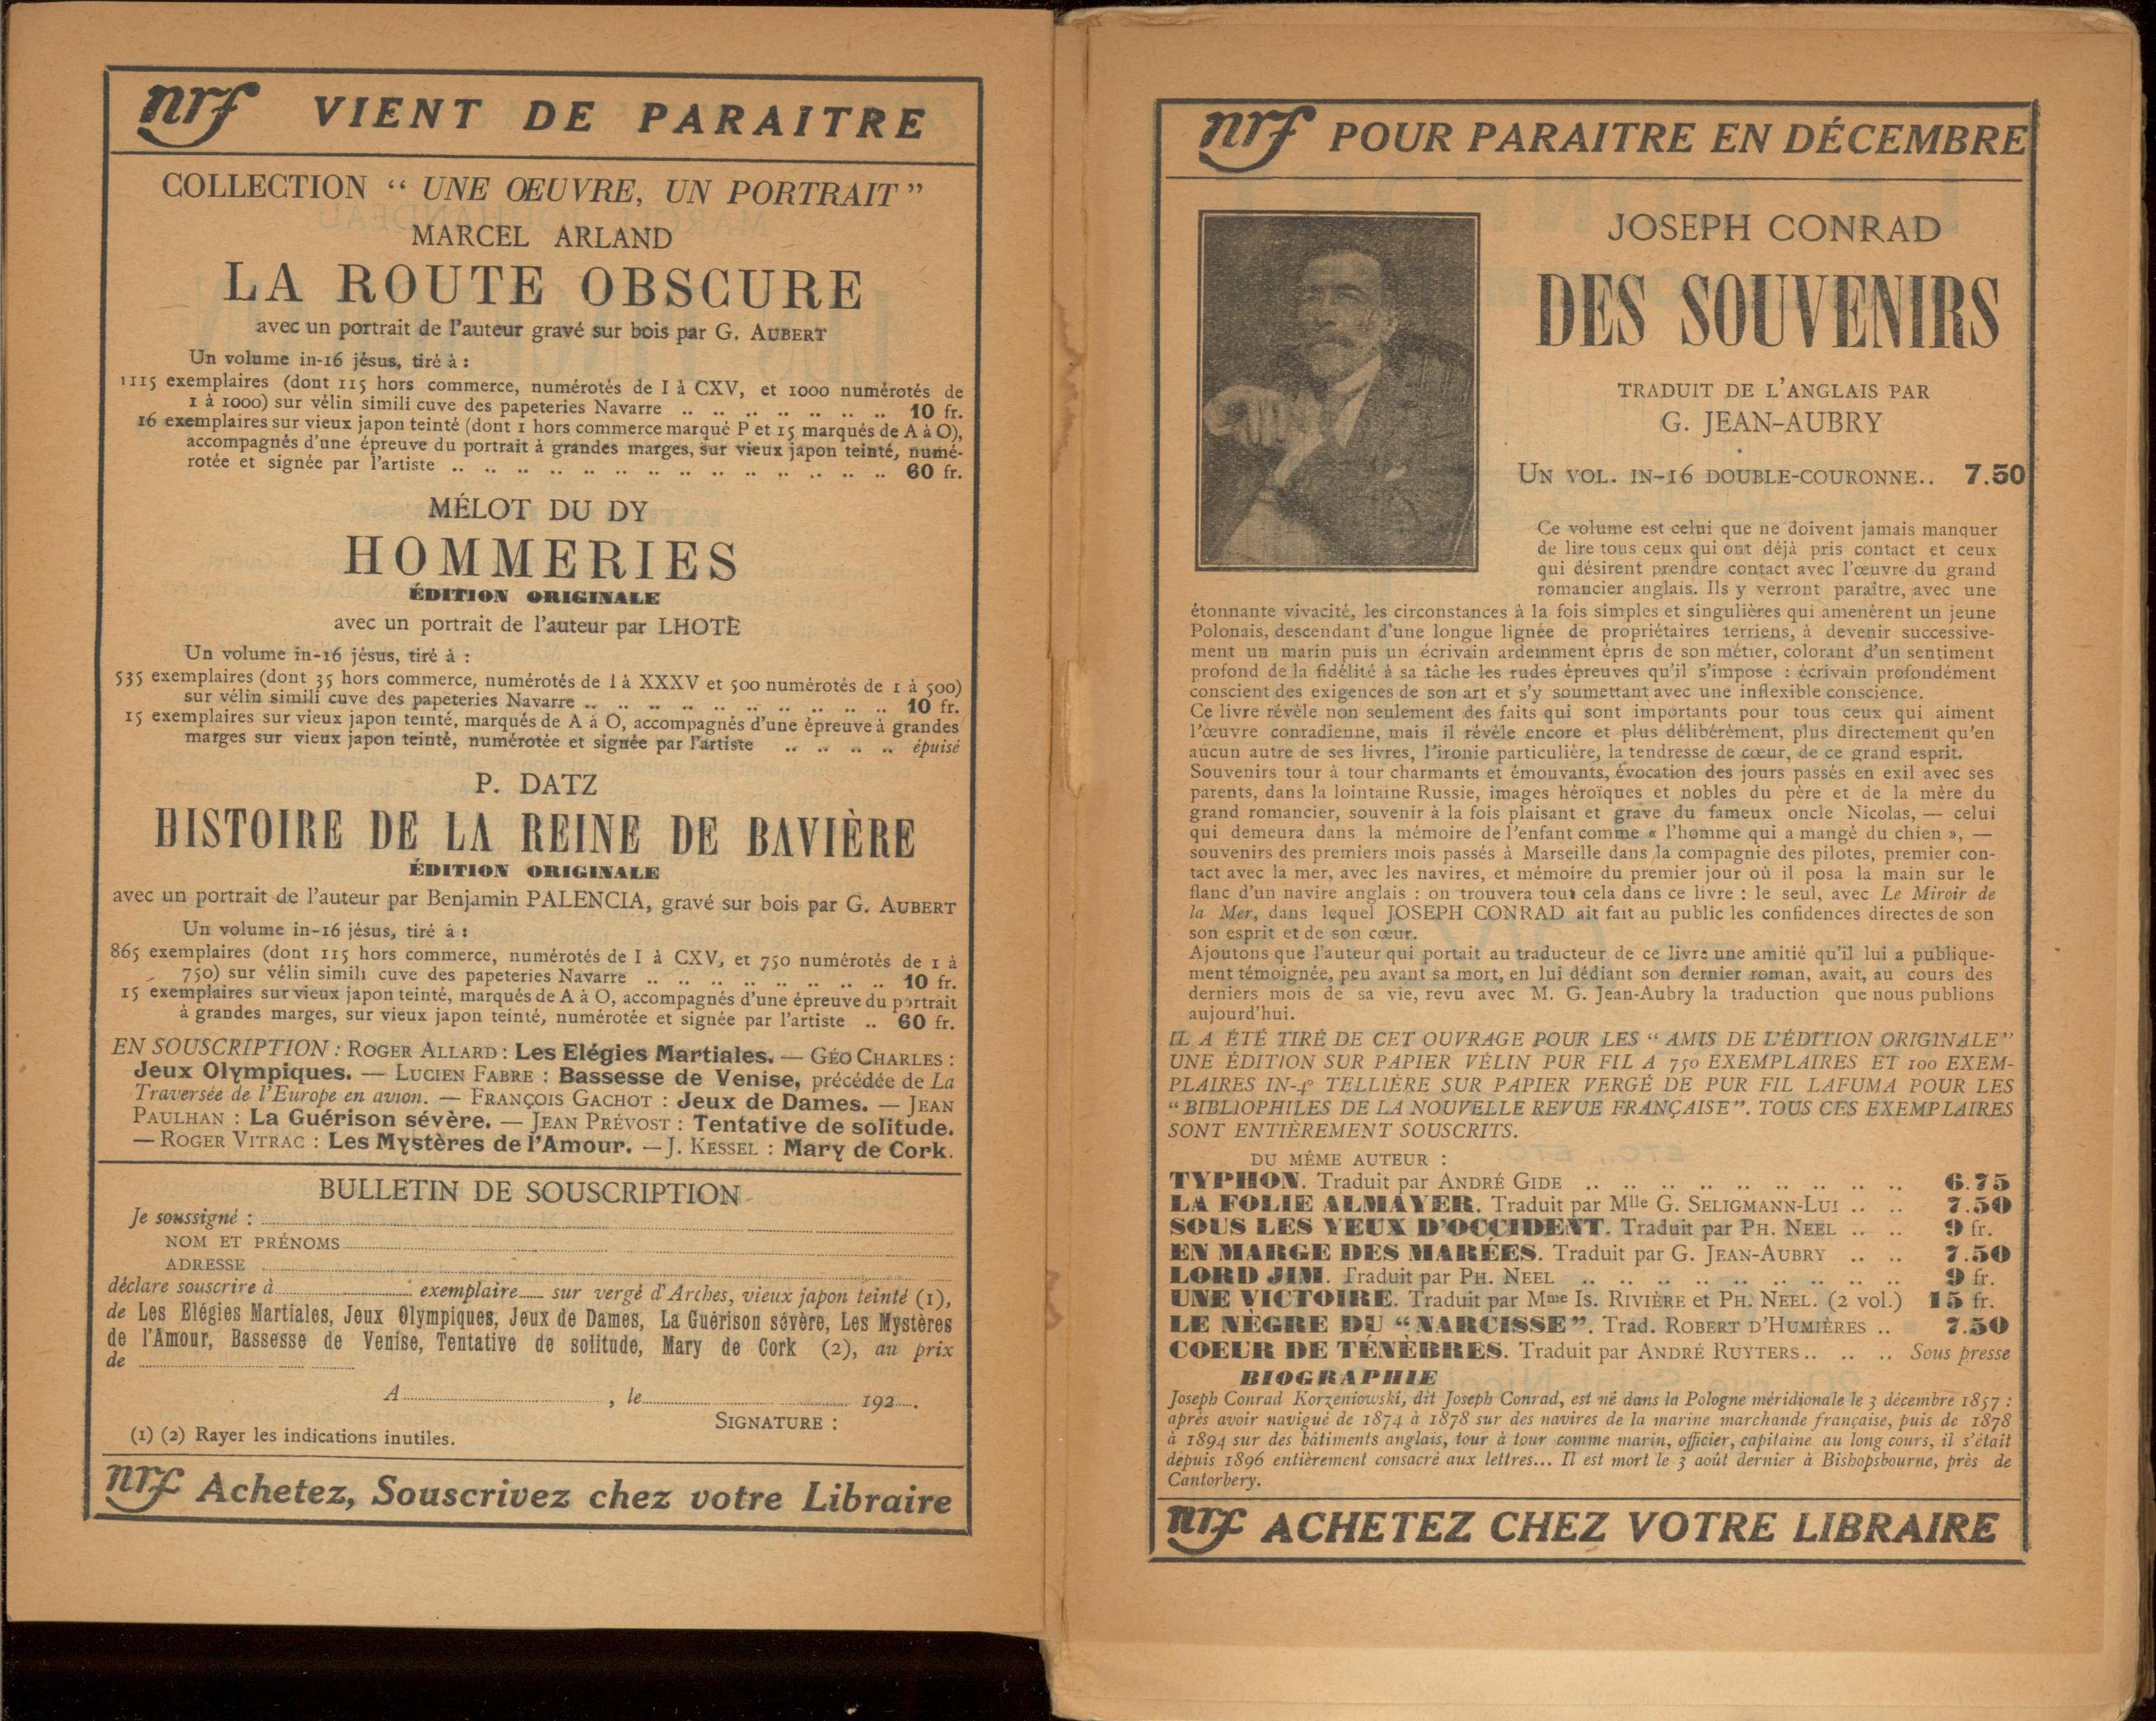 nrf VIENT DE PARAITRE
COLLECTION “ UNE ŒUVRE, UN PORTRAIT ”
MARCEL ARLAND
LA ROUTE OBSCURE
avec un portrait de l'auteur gravé sur bois par G. AUBERT
Un volume in-16 jésus, tiré à :
1115 exemplaires (dont 115 hors commerce, numérotés de I à CXV, et 1000 numérotés de
1 à 1000) sur vélin simili cuve des papeteries Navarre .. .. .. .. .. .. .. 10 fr.
16 exemplaires sur vieux japon teinté (dont 1 hors commerce marqué P et 15 marqués de A à O),
accompagnés d'une épreuve du portrait à grandes marges, sur vieux japon teinté, numé-
rotée et signée par l'artiste .. .. .. .. .. .. .. .. .. .. .. .. .. .. 60 fr.
MÉLOT DU DY
HOMMERIES
ÉDITION ORIGINALE
avec un portrait de l'auteur par LHOTE
Un volume in-16 jésus, tiré à :
535 exemplaires (dont 35 hors commerce, numérotés de I à XXXV et 500 numérotés de 1 à 500)
sur vélin simili cuve des papeteries Navarre .. .. .. .. .. .. .. .. .. .. 10 fr.
15 exemplaires sur vieux japon teinté, marqués de A à O, accompagnés d'une épreuve à grandes
marges sur vieux japon teinté, numérotée et signée par l'artiste .. .. .. .. épuisé
P. DATZ
HISTOIRE DE LA REINE DE BAVIÈRE
ÉDITION ORIGINALE
avec un portrait de l'auteur par Benjamin PALENCIA, gravé sur bois par G. AUBERT
Un volume in-16 jésus, tiré à :
865 exemplaires (dont 115 hors commerce, numérotés de I à CXV, et 750 numérotés de 1 à
750) sur vélin simili cuve des papeteries Navarre .. .. .. .. .. .. .. .. 10 fr.
15 exemplaires sur vieux japon teinté, marqués de A à O, accompagnés d'une épreuve du portrait
à grandes marges, sur vieux japon teinté, numérotée et signée par l'artiste .. 60 fr.
EN SOUSCRIPTION : ROGER ALLARD : Les Elégies Martiales. — GÉO CHARLES :
Jeux Olympiques. — LUCIEN FABRE : Bassesse de Venise, précédée de La
Traversée de l'Europe en avion. — FRANÇOIS GACHOT : Jeux de Dames. — JEAN
PAULHAN : La Guérison sévère. — JEAN PRÉVOST : Tentative de solitude.
— ROGER VITRAC : Les Mystères de l'Amour. — J. KESSEL : Mary de Cork.
BULLETIN DE SOUSCRIPTION
Je soussigné :
NOM ET PRÉNOMS
ADRESSE
déclare souscrire à ........ exemplaire.... sur vergé d'Arches, vieux japon teinté (1),
de Les Elégies Martiales, Jeux Olympiques, Jeux de Dames, La Guérison sévère, Les Mystères
de l'Amour, Bassesse de Venise, Tentative de solitude, Mary de Cork (2), au prix
de
A ........ , le ........ 192....
SIGNATURE :
(1) (2) Rayer les indications inutiles.
nrf Achetez, Souscrivez chez votre Libraire
nrf POUR PARAITRE EN DÉCEMBRE
JOSEPH CONRAD
DES SOUVENIRS
TRADUIT DE L'ANGLAIS PAR
G. JEAN-AUBRY
UN VOL. IN-16 DOUBLE-COURONNE.. 7.50
Ce volume est celui que ne doivent jamais manquer
de lire tous ceux qui ont déjà pris contact et ceux
qui désirent prendre contact avec l'œuvre du grand
romancier anglais. Ils y verront paraître, avec une
étonnante vivacité, les circonstances à la fois simples et singulières qui amenèrent un jeune
Polonais, descendant d'une longue lignée de propriétaires terriens, à devenir successive-
ment un marin puis un écrivain ardemment épris de son métier, colorant d'un sentiment
profond de la fidélité à sa tâche les rudes épreuves qu'il s'impose : écrivain profondément
conscient des exigences de son art et s'y soumettant avec une inflexible conscience.
Ce livre révèle non seulement des faits qui sont importants pour tous ceux qui aiment
l'œuvre conradienne, mais il révèle encore et plus délibérément, plus directement qu'en
aucun autre de ses livres, l'ironie particulière, la tendresse de cœur, de ce grand esprit.
Souvenirs tour à tour charmants et émouvants, évocation des jours passés en exil avec ses
parents, dans la lointaine Russie, images héroïques et nobles du père et de la mère du
grand romancier, souvenir à la fois plaisant et grave du fameux oncle Nicolas, — celui
qui demeura dans la mémoire de l'enfant comme « l'homme qui a mangé du chien », —
souvenirs des premiers mois passés à Marseille dans la compagnie des pilotes, premier con-
tact avec la mer, avec les navires, et mémoire du premier jour où il posa la main sur le
flanc d'un navire anglais : on trouvera tout cela dans ce livre : le seul, avec Le Miroir de
la Mer, dans lequel JOSEPH CONRAD ait fait au public les confidences directes de son
son esprit et de son cœur.
Ajoutons que l'auteur qui portait au traducteur de ce livre une amitié qu'il lui a publique-
ment témoignée, peu avant sa mort, en lui dédiant son dernier roman, avait, au cours des
derniers mois de sa vie, revu avec M. G. Jean-Aubry la traduction que nous publions
aujourd'hui.
IL A ÉTÉ TIRÉ DE CET OUVRAGE POUR LES “ AMIS DE L'ÉDITION ORIGINALE”
UNE ÉDITION SUR PAPIER VÉLIN PUR FIL A 750 EXEMPLAIRES ET 100 EXEM-
PLAIRES IN-4° TELLIÈRE SUR PAPIER VERGÉ DE PUR FIL LAFUMA POUR LES
“ BIBLIOPHILES DE LA NOUVELLE REVUE FRANÇAISE”. TOUS CES EXEMPLAIRES
SONT ENTIÈREMENT SOUSCRITS.
DU MÊME AUTEUR :
TYPHON. Traduit par ANDRÉ GIDE .. .. .. .. .. .. .. .. .. 6.75
LA FOLIE ALMAYER. Traduit par Mlle G. SELIGMANN-LUI .. .. 7.50
SOUS LES YEUX D'OCCIDENT. Traduit par PH. NEEL .. .. 9 fr.
EN MARGE DES MARÉES. Traduit par G. JEAN-AUBRY .. .. 7.50
LORD JIM. Traduit par PH. NEEL .. .. .. .. .. .. .. .. .. 9 fr.
UNE VICTOIRE. Traduit par Mme IS. RIVIÈRE et PH. NEEL. (2 vol.) 15 fr.
LE NÈGRE DU “NARCISSE”. Trad. ROBERT D'HUMIÈRES .. 7.50
COEUR DE TÉNÈBRES. Traduit par ANDRÉ RUYTERS .. .. .. Sous presse
BIOGRAPHIE
Joseph Conrad Korzeniowski, dit Joseph Conrad, est né dans la Pologne méridionale le 3 décembre 1857 :
après avoir navigué de 1874 à 1878 sur des navires de la marine marchande française, puis de 1878
à 1894 sur des bâtiments anglais, tour à tour comme marin, officier, capitaine au long cours, il s'était
depuis 1896 entièrement consacré aux lettres... Il est mort le 3 août dernier à Bishopsbourne, près de
Cantorbery.
nrf ACHETEZ CHEZ VOTRE LIBRAIRE